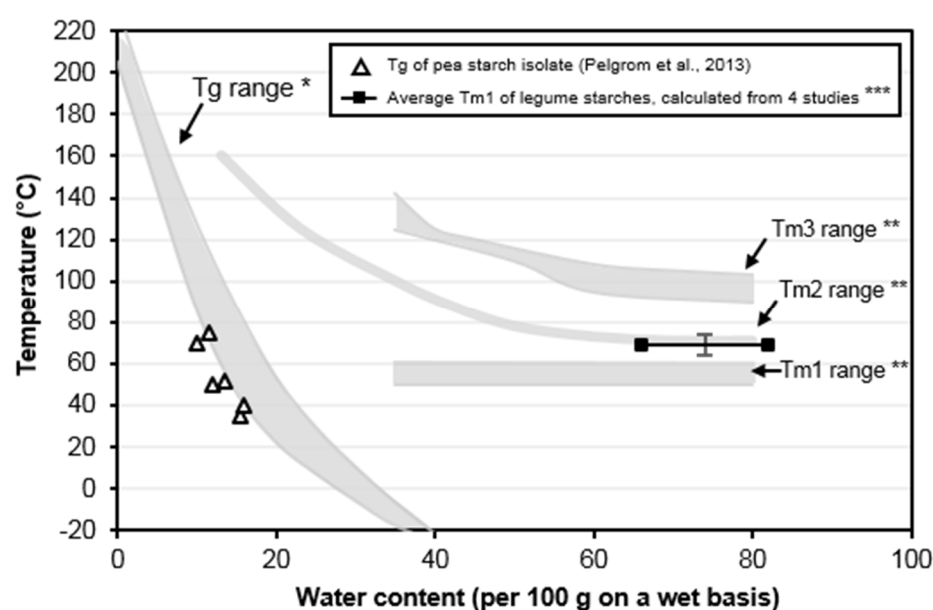 220
200
180
160
140
120
100
80
60
40
20
0
-20
Temperature (°C)
Tg range *
Tg of pea starch isolate (Pelgrom et al., 2013)
Average Tm1 of legume starches, calculated from 4 studies ***
Tm3 range **
Tm2 range **
Tm1 range **
0 20 40 60 80 100
Water content (per 100 g on a wet basis)